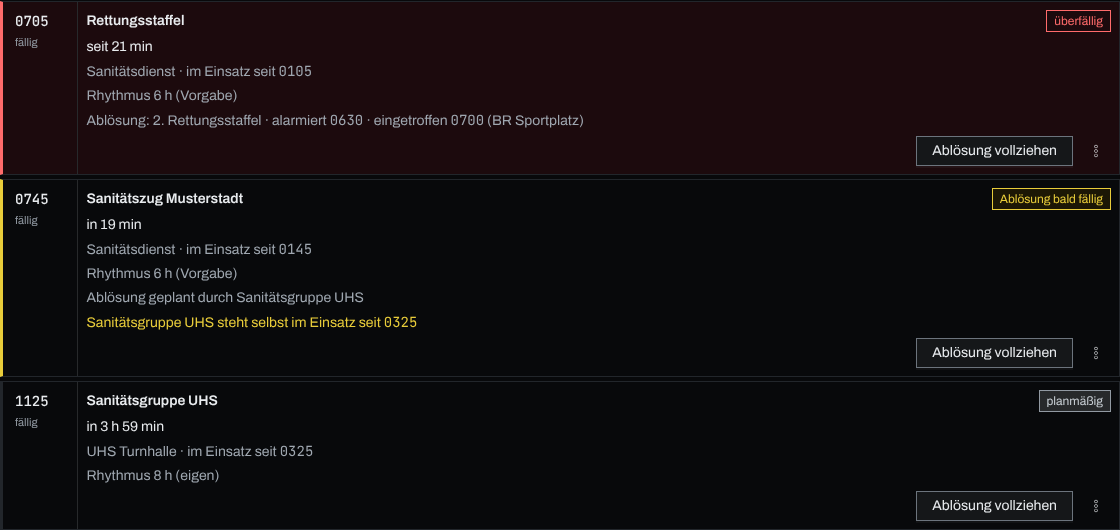 0705
fällig
Rettungsstaffel
überfällig
seit 21 min
Sanitätsdienst · im Einsatz seit 0105
Rhythmus 6 h (Vorgabe)
Ablösung: 2. Rettungsstaffel · alarmiert 0630 · eingetroffen 0700 (BR Sportplatz)
Ablösung vollziehen
0745
fällig
Sanitätszug Musterstadt
Ablösung bald fällig
in 19 min
Sanitätsdienst · im Einsatz seit 0145
Rhythmus 6 h (Vorgabe)
Ablösung geplant durch Sanitätsgruppe UHS
Sanitätsgruppe UHS steht selbst im Einsatz seit 0325
Ablösung vollziehen
1125
fällig
Sanitätsgruppe UHS
planmäßig
in 3 h 59 min
UHS Turnhalle · im Einsatz seit 0325
Rhythmus 8 h (eigen)
Ablösung vollziehen